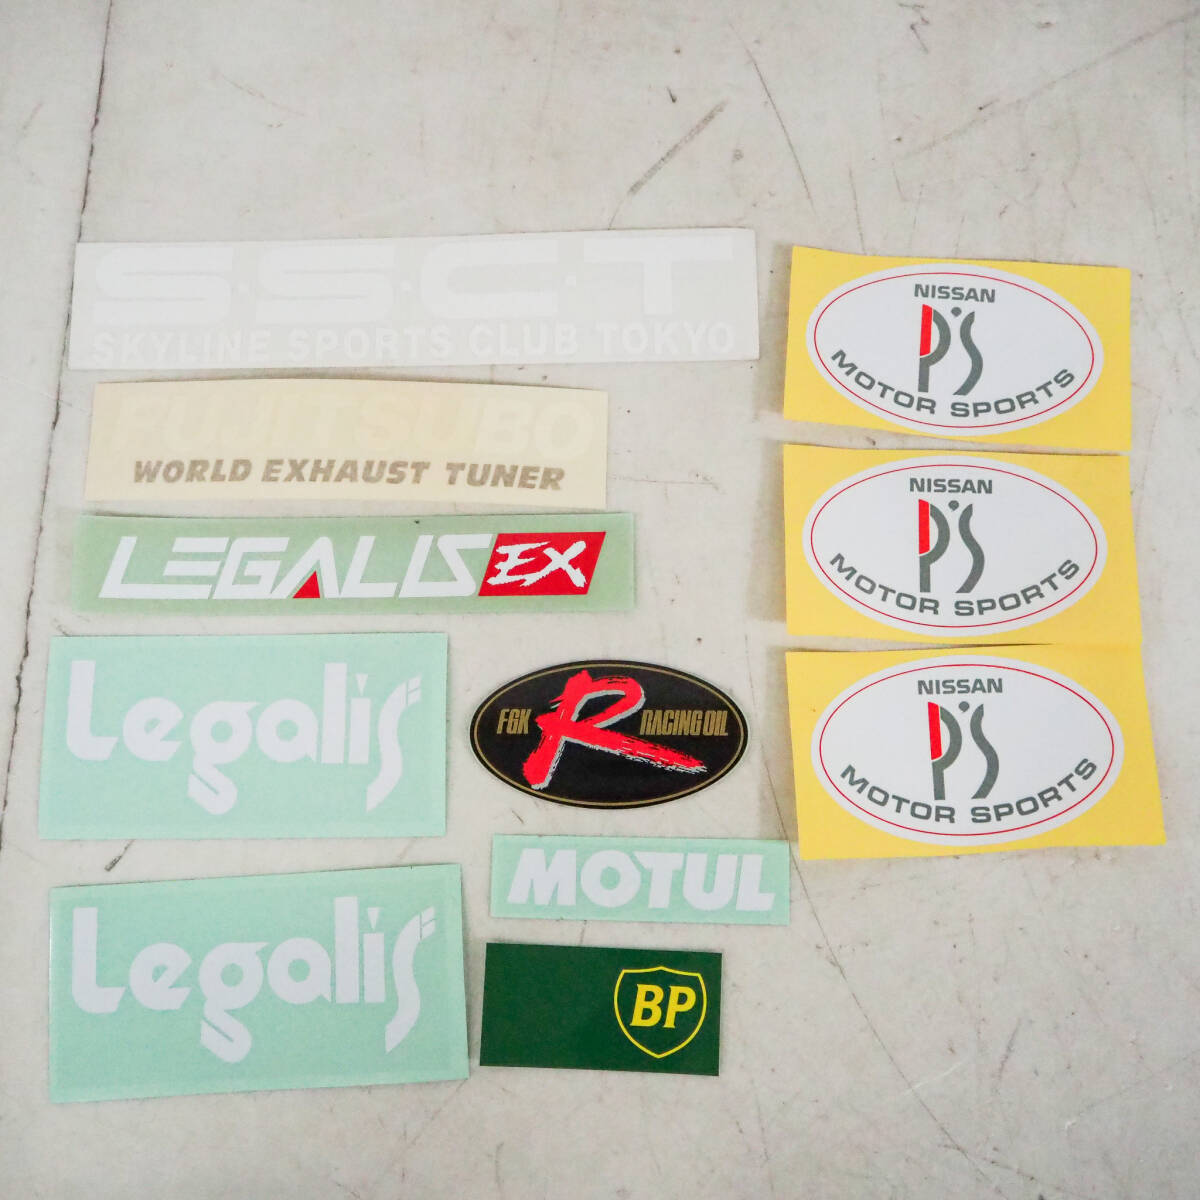 S·S·C·T
SKYLINE SPORTS CLUB TOKYO
FUJITSUBO
WORLD EXHAUST TUNER
LEGALIS EX
Legalis
Legalis
FGK R RACING OIL
MOTUL
BP
NISSAN
P'S
MOTOR SPORTS
NISSAN
P'S
MOTOR SPORTS
NISSAN
P'S
MOTOR SPORTS